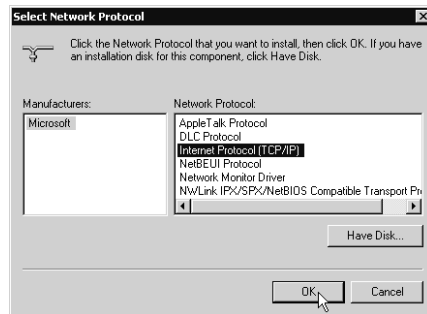 Select Network Protocol
Click the Network Protocol that you want to install, then click OK. If you have
an installation disk for this component, click Have Disk.
Manufacturers:
Network Protocol:
Microsoft
AppleTalk Protocol
DLC Protocol
Internet Protocol (TCP/IP)
NetBEUI Protocol
Network Monitor Driver
NWLink IPX/SPX/NetBIOS Compatible Transport Pr
Have Disk...
OK
Cancel